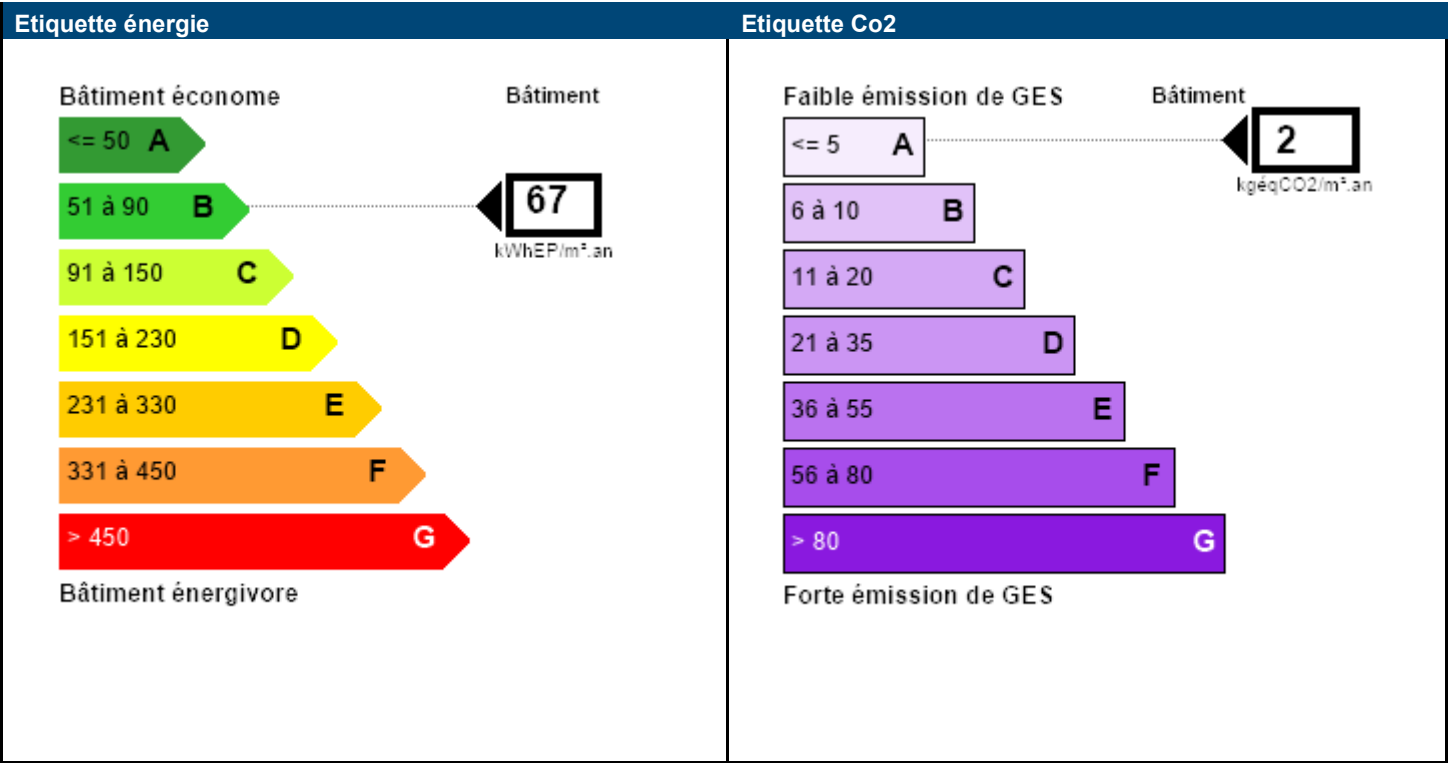 Etiquette énergie
Bâtiment économe
Bâtiment
<= 50 A
51 à 90 B
67
kWhEP/m².an
91 à 150 C
151 à 230 D
231 à 330 E
331 à 450 F
> 450 G
Bâtiment énergivore
Etiquette Co2
Faible émission de GES
Bâtiment
<= 5 A
2
kgéqCO2/m².an
6 à 10 B
11 à 20 C
21 à 35 D
36 à 55 E
56 à 80 F
> 80 G
Forte émission de GES